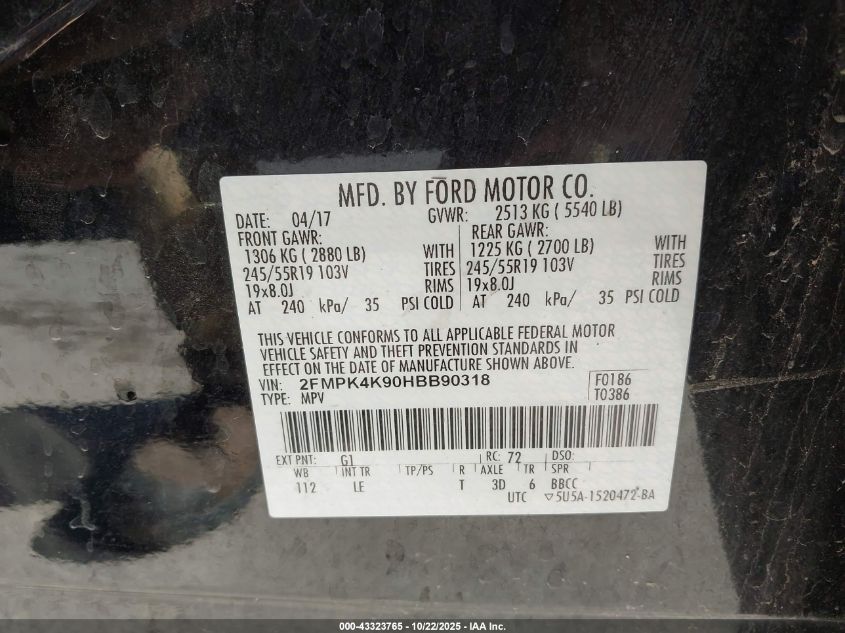 MFD. BY FORD MOTOR CO.
DATE: 04/17 GVWR: 2513 KG ( 5540 LB)
FRONT GAWR: REAR GAWR:
1306 KG ( 2880 LB) WITH 1225 KG ( 2700 LB) WITH
245/55R19 103V TIRES 245/55R19 103V TIRES
19x8.0J RIMS 19x8.0J RIMS
AT 240 kPa/ 35 PSI COLD AT 240 kPa/ 35 PSI COLD
THIS VEHICLE CONFORMS TO ALL APPLICABLE FEDERAL MOTOR
VEHICLE SAFETY AND THEFT PREVENTION STANDARDS IN
EFFECT ON THE DATE OF MANUFACTURE SHOWN ABOVE.
VIN: 2FMPK4K90HBB90318 F0186
TYPE: MPV T0386
EXT PNT: G1 RC: 72 DSO:
WB INT TR TP/PS R AXLE TR SPR
112 LE T 3D 6 BBCC
UTC ▽5U5A-1520472-BA
000-43323765 - 10/22/2025 - IAA Inc.